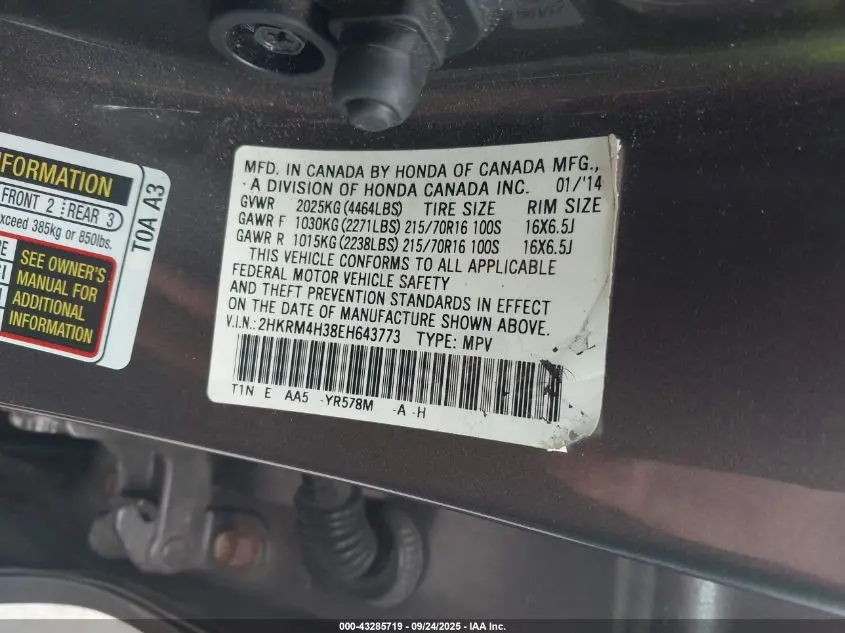 NFORMATION
FRONT 2 REAR 3
xceed 385kg or 850lbs.
SEE OWNER'S
MANUAL FOR
ADDITIONAL
INFORMATION
T0A A3
MFD. IN CANADA BY HONDA OF CANADA MFG.,
A DIVISION OF HONDA CANADA INC. 01/'14
GVWR 2025KG(4464LBS) TIRE SIZE RIM SIZE
GAWR F 1030KG(2271LBS) 215/70R16 100S 16X6.5J
GAWR R 1015KG(2238LBS) 215/70R16 100S 16X6.5J
THIS VEHICLE CONFORMS TO ALL APPLICABLE
FEDERAL MOTOR VEHICLE SAFETY
AND THEFT PREVENTION STANDARDS IN EFFECT
ON THE DATE OF MANUFACTURE SHOWN ABOVE.
V.I.N.: 2HKRM4H38EH643773 TYPE: MPV
T1N E AA5 -YR578M -A -H
000-43285719 - 09/24/2025 - IAA Inc.